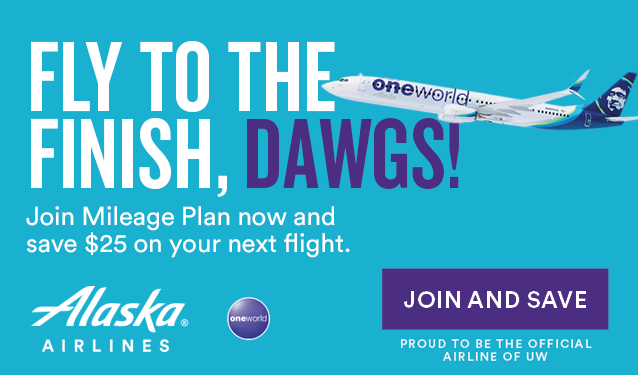 FLY TO THE
FINISH, DAWGS!
oneworld
Join Mileage Plan now and
save $25 on your next flight.
Alaska®
AIRLINES
oneworld
JOIN AND SAVE
PROUD TO BE THE OFFICIAL
AIRLINE OF UW